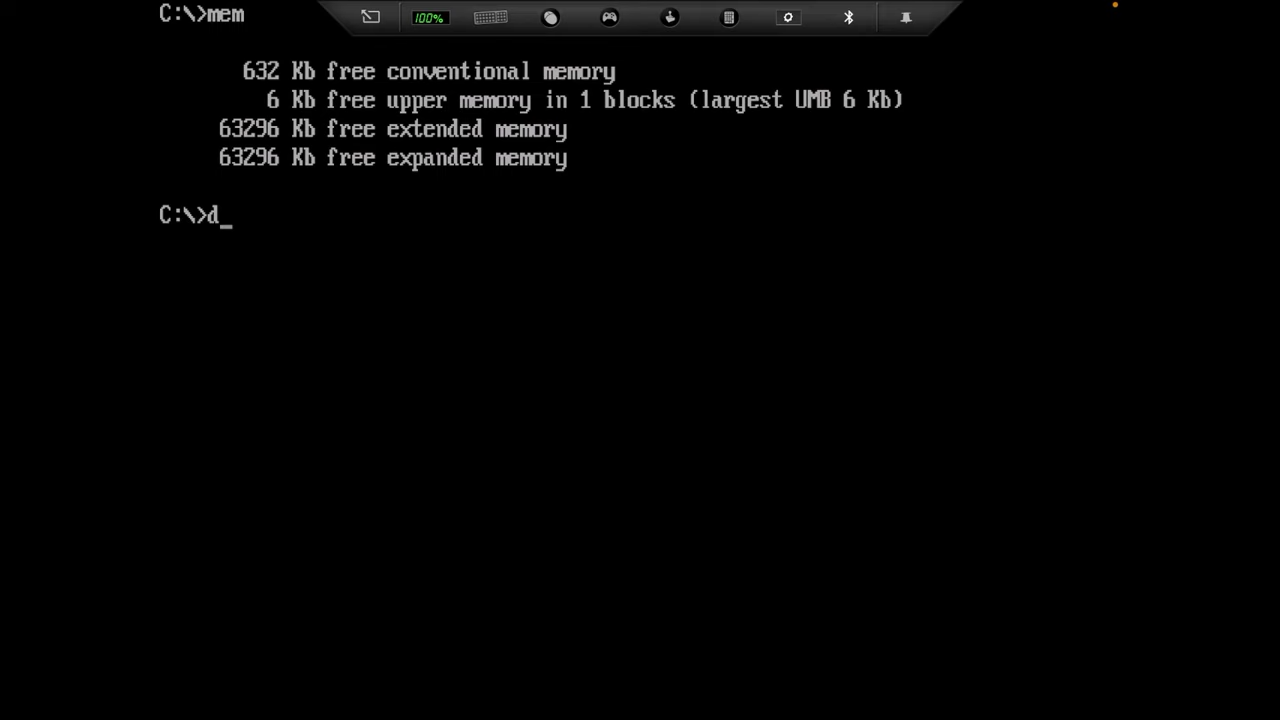 C:\>mem
100%
632 Kb free conventional memory
6 Kb free upper memory in 1 blocks (largest UMB 6 Kb)
63296 Kb free extended memory
63296 Kb free expanded memory
C:\>d_